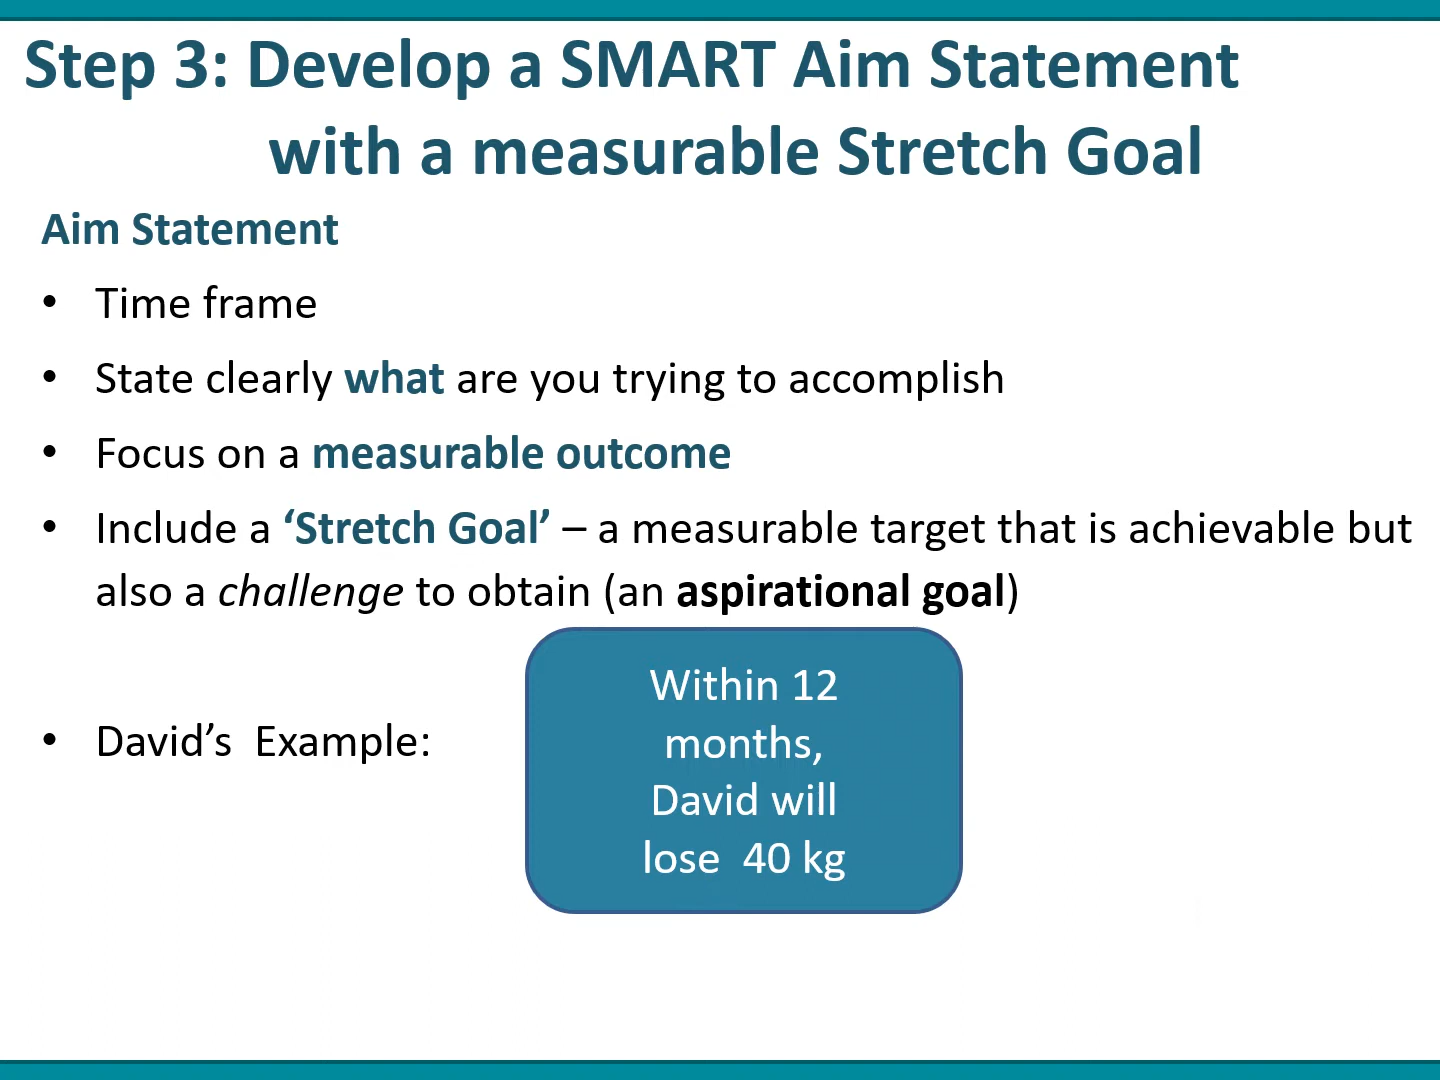 Step 3: Develop a SMART Aim Statement
with a measurable Stretch Goal
Aim Statement
• Time frame
• State clearly what are you trying to accomplish
• Focus on a measurable outcome
• Include a ‘Stretch Goal’ – a measurable target that is achievable but
also a challenge to obtain (an aspirational goal)
• David’s  Example:
Within 12
months,
David will
lose  40 kg